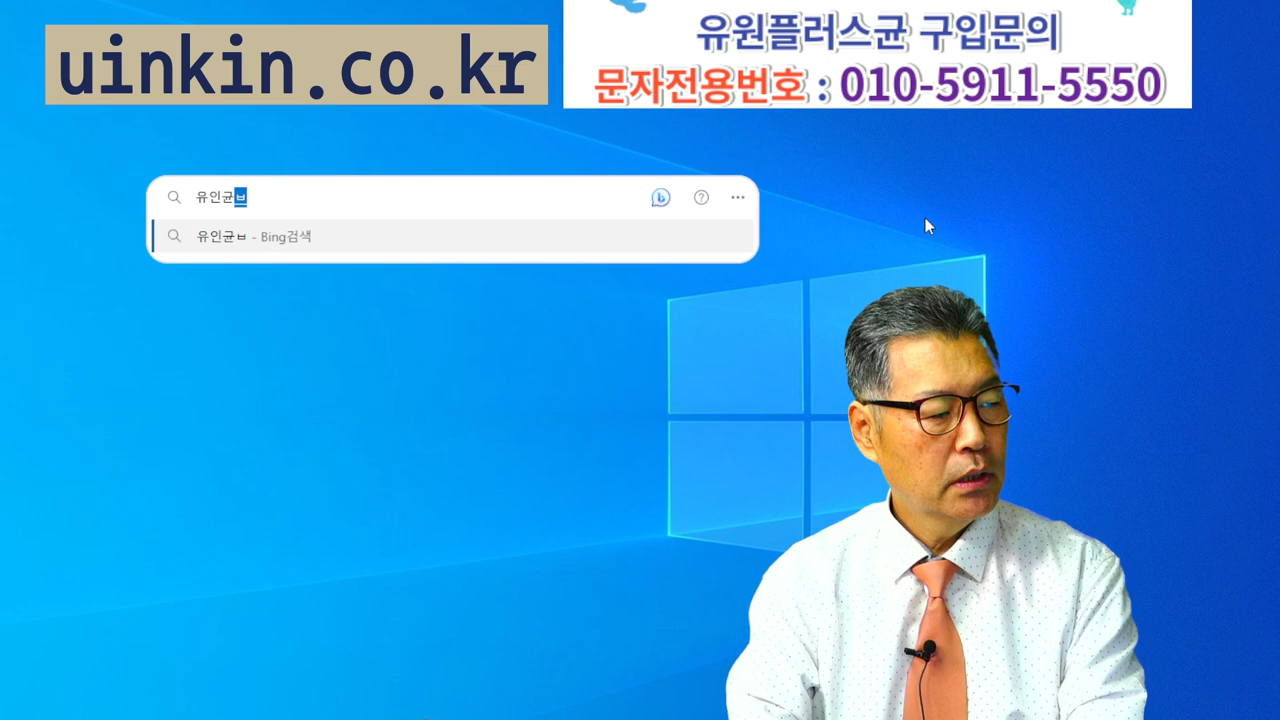 uinkin.co.kr
유원플러스균 구입문의
문자전용번호 : 010-5911-5550
유인균ㅂ
유인균ㅂ - Bing검색